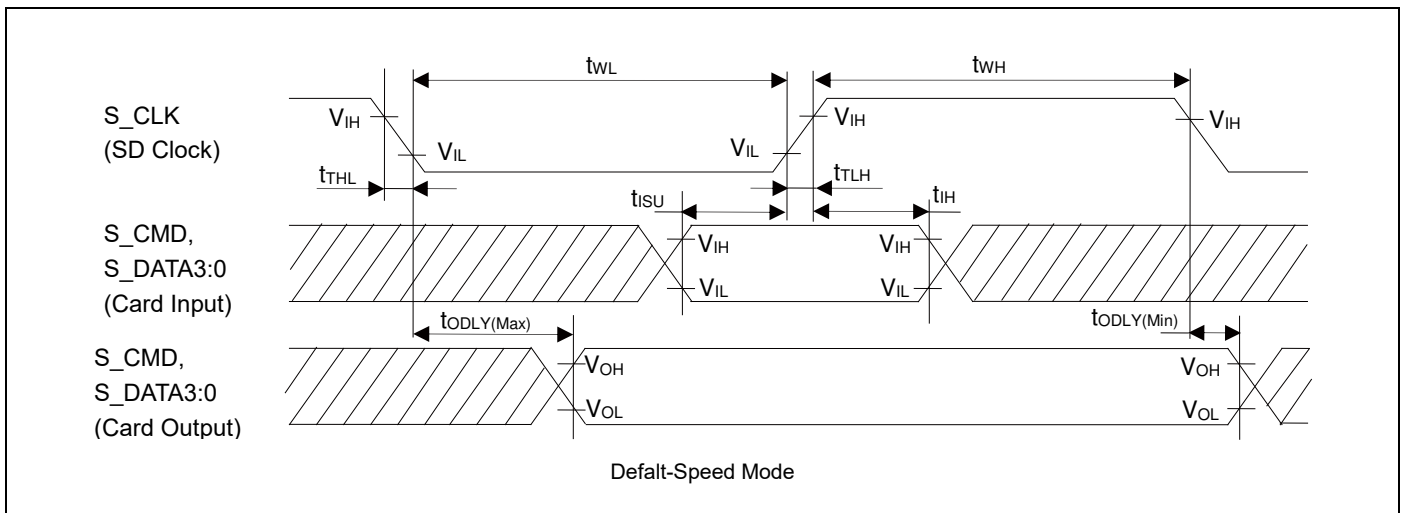 tWL
tWH
S_CLK
(SD Clock)
VIH
VIL
VIL
VIH
VIH
tTHL
tTLH
tISU
tIH
S_CMD,
S_DATA3:0
(Card Input)
VIH
VIL
VIH
VIL
tODLY(Max)
tODLY(Min)
S_CMD,
S_DATA3:0
(Card Output)
VOH
VOL
VOH
VOL
Defalt-Speed Mode